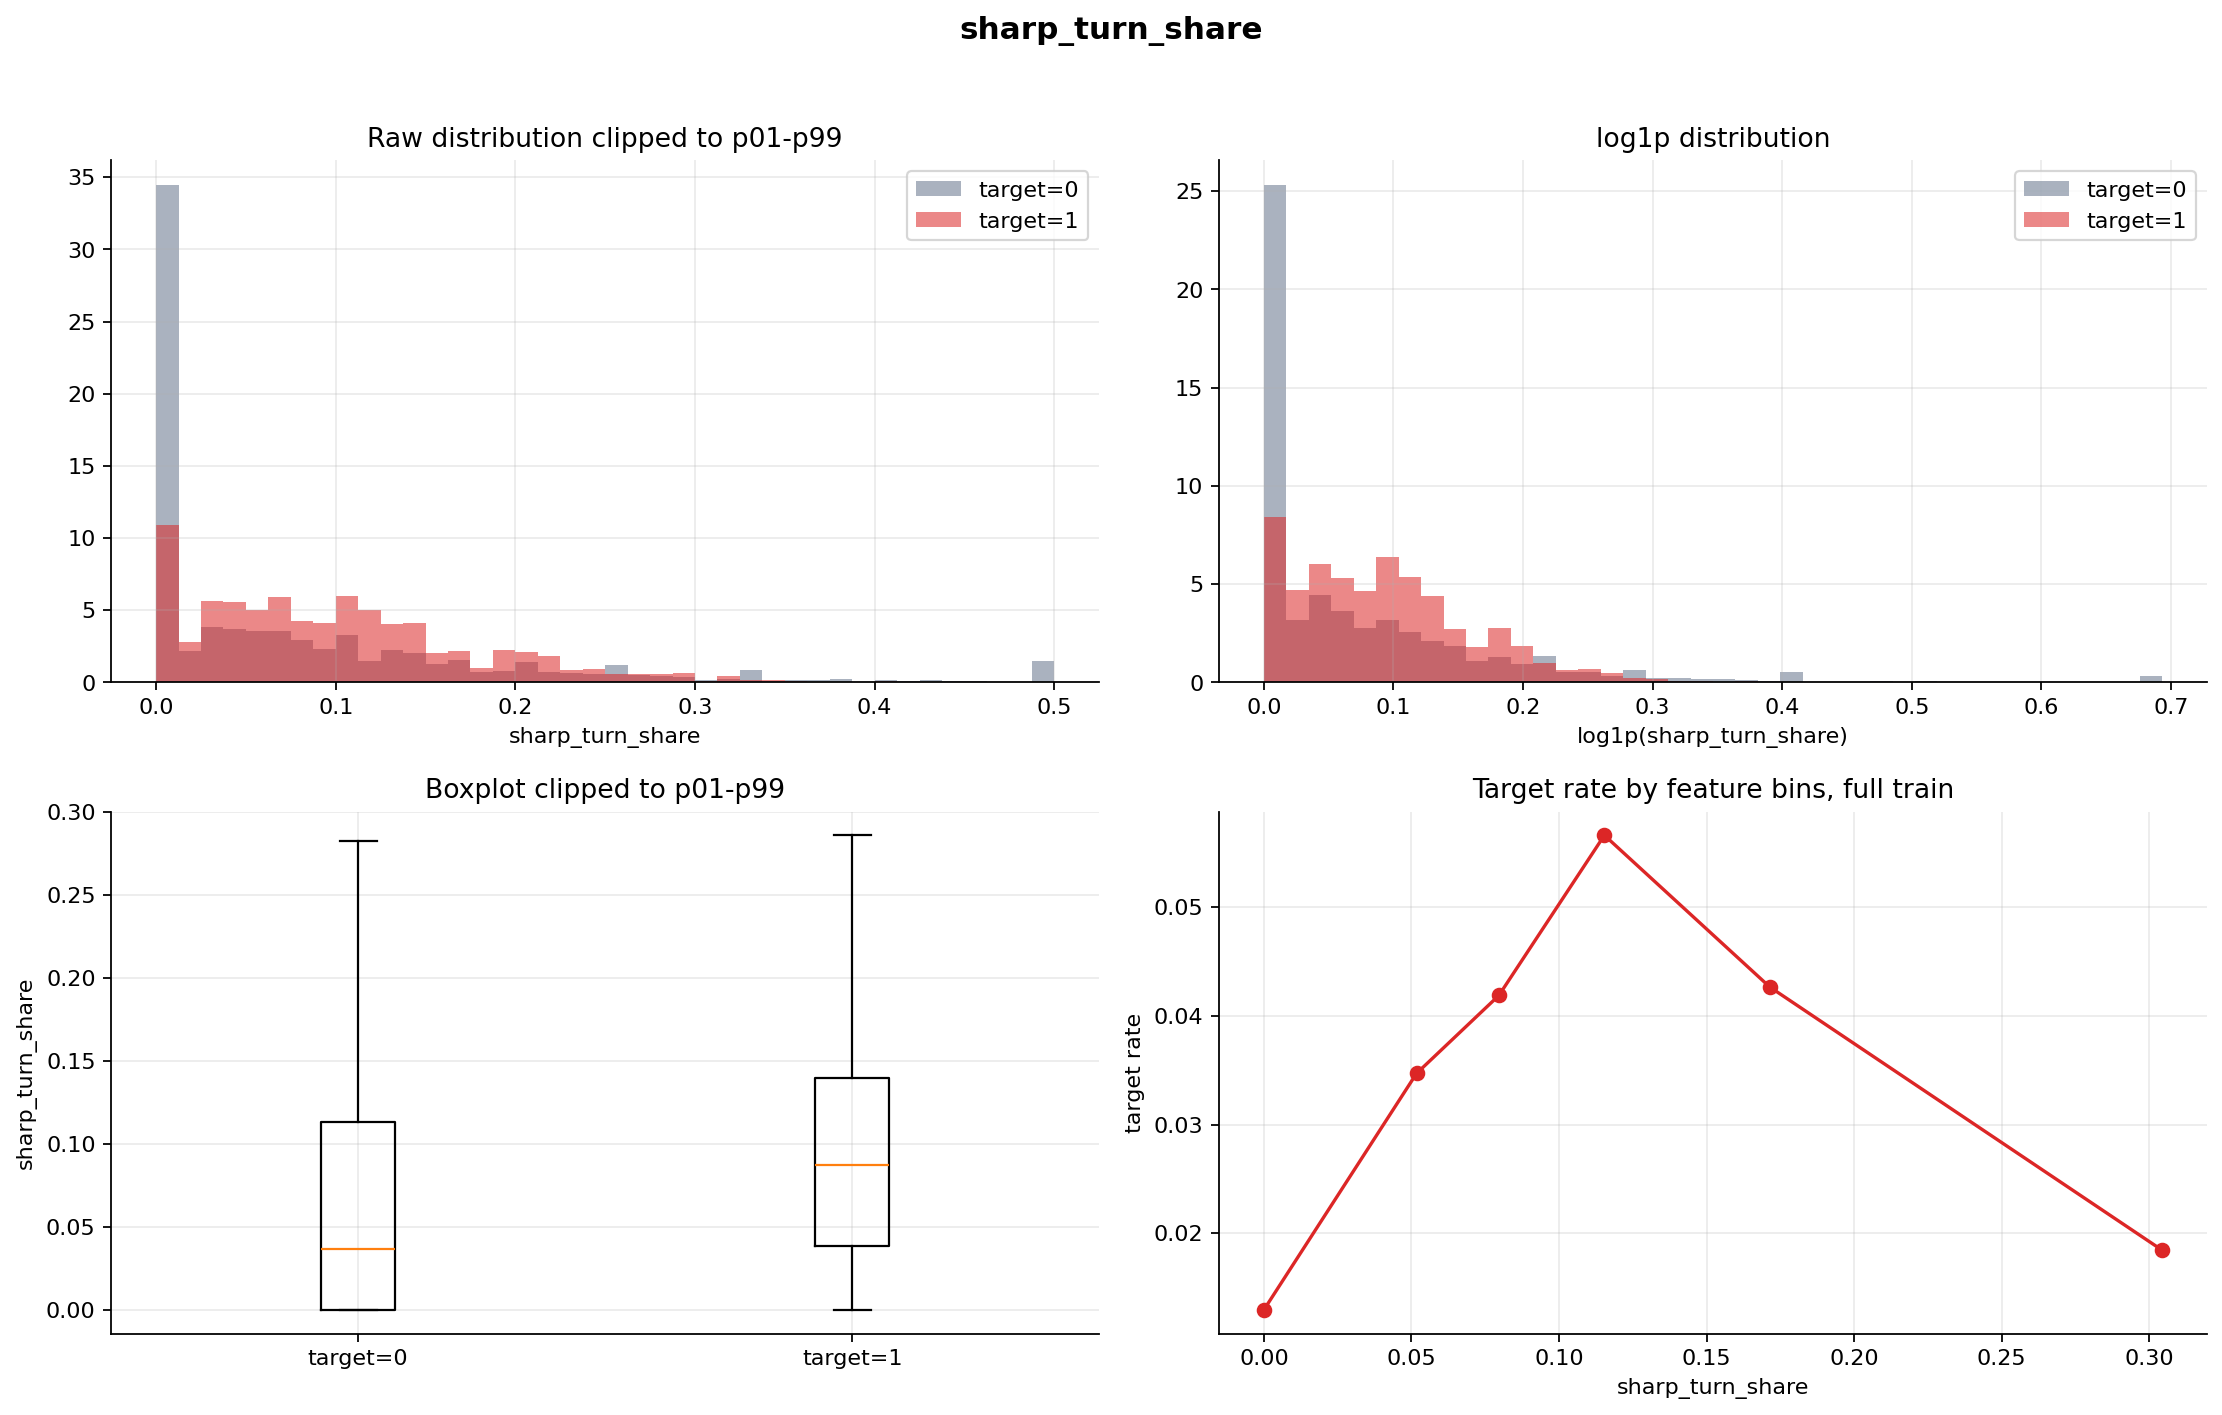 sharp_turn_share
Raw distribution clipped to p01-p99
35
30
25
20
15
10
5
0
0.0 0.1 0.2 0.3 0.4 0.5
sharp_turn_share
target=0
target=1
log1p distribution
25
20
15
10
5
0
0.0 0.1 0.2 0.3 0.4 0.5 0.6 0.7
log1p(sharp_turn_share)
target=0
target=1
Boxplot clipped to p01-p99
sharp_turn_share
0.30
0.25
0.20
0.15
0.10
0.05
0.00
target=0 target=1
Target rate by feature bins, full train
target rate
0.05
0.04
0.03
0.02
0.00 0.05 0.10 0.15 0.20 0.25 0.30
sharp_turn_share